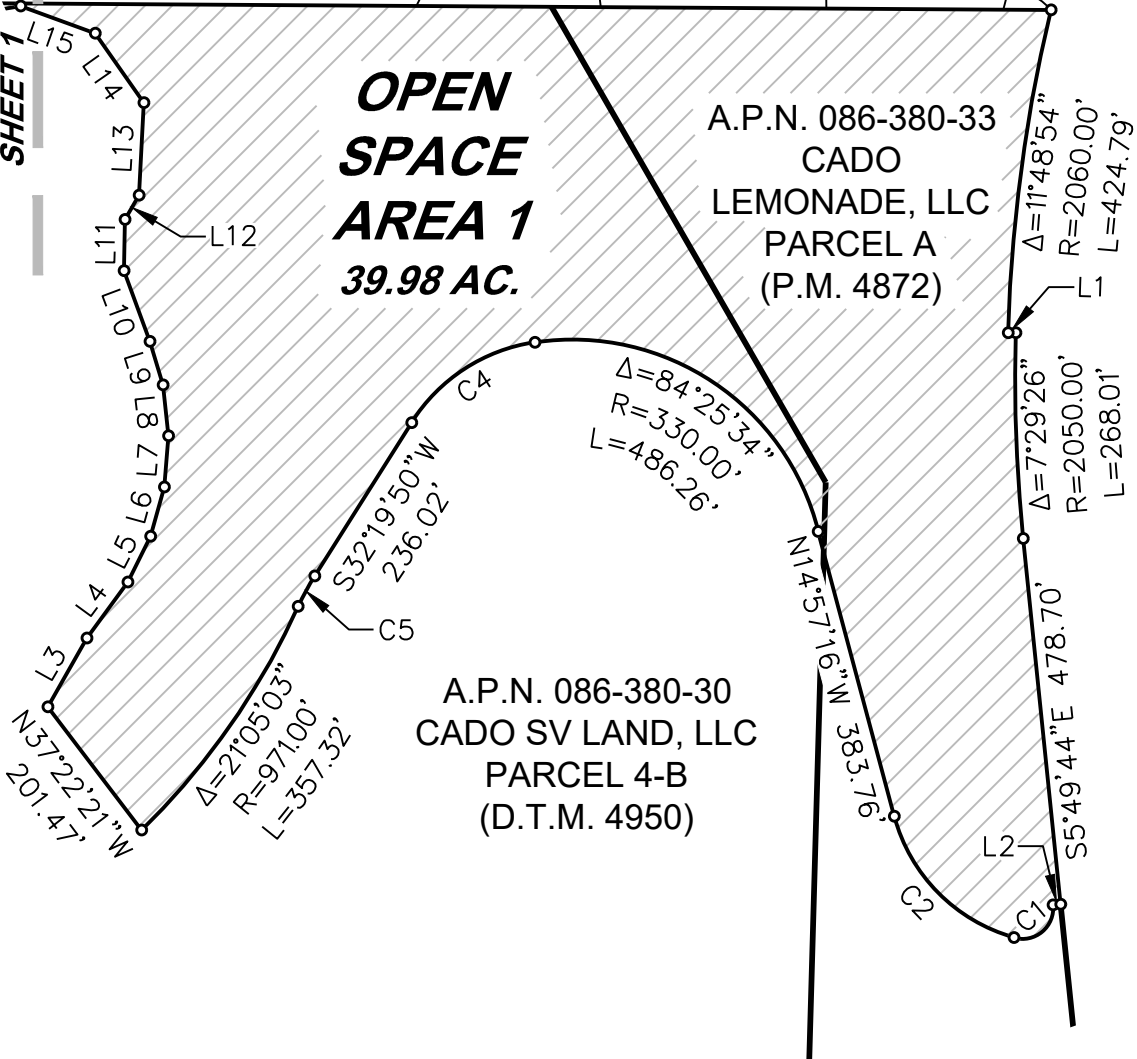 SHEET 1
L15
L14
L13
L12
L11
L10
L9
L8
L7
L6
L5
L4
L3
N37°22'21"W
201.47'
OPEN
SPACE
AREA 1
39.98 AC.
A.P.N. 086-380-33
CADO
LEMONADE, LLC
PARCEL A
(P.M. 4872)
Δ=11°48'54"
R=2060.00'
L=424.79'
L1
Δ=7°29'26"
R=2050.00'
L=268.01'
C4
Δ=84°25'34"
R=330.00'
L=486.26'
S32°19'50"W
236.02'
C5
Δ=21°05'03"
R=971.00'
L=357.32'
A.P.N. 086-380-30
CADO SV LAND, LLC
PARCEL 4-B
(D.T.M. 4950)
N14°57'16"W 383.76'
S5°49'44"E 478.70'
L2
C1
C2